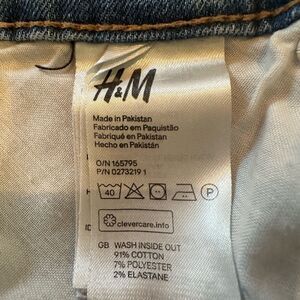 H&M
Made in Pakistan
Fabricado em Paquistão
Fabriqué en Pakistan
Hecho en Pakistán
O/N 165795
P/N 0273219 1
40 P
clevercare.info
GB WASH INSIDE OUT
91% COTTON
7% POLYESTER
2% ELASTANE